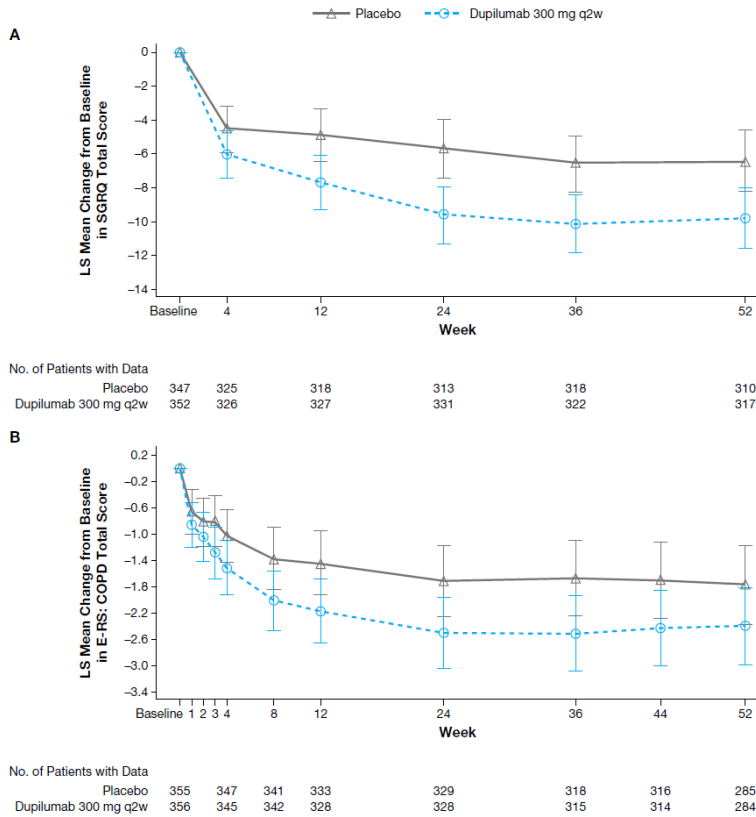 Placebo Dupilumab 300 mg q2w
A
LS Mean Change from Baseline
in SGRQ Total Score
0
–2
–4
–6
–8
–10
–12
–14
Baseline 4 12 24 36 52
Week
No. of Patients with Data
Placebo 347 325 318 313 318 310
Dupilumab 300 mg q2w 352 326 327 331 322 317
B
LS Mean Change from Baseline
in E-RS: COPD Total Score
0.2
–0.2
–0.6
–1.0
–1.4
–1.8
–2.2
–2.6
–3.0
–3.4
Baseline 1 2 3 4 8 12 24 36 44 52
Week
No. of Patients with Data
Placebo 355 347 341 333 329 318 316 285
Dupilumab 300 mg q2w 356 345 342 328 328 315 314 284